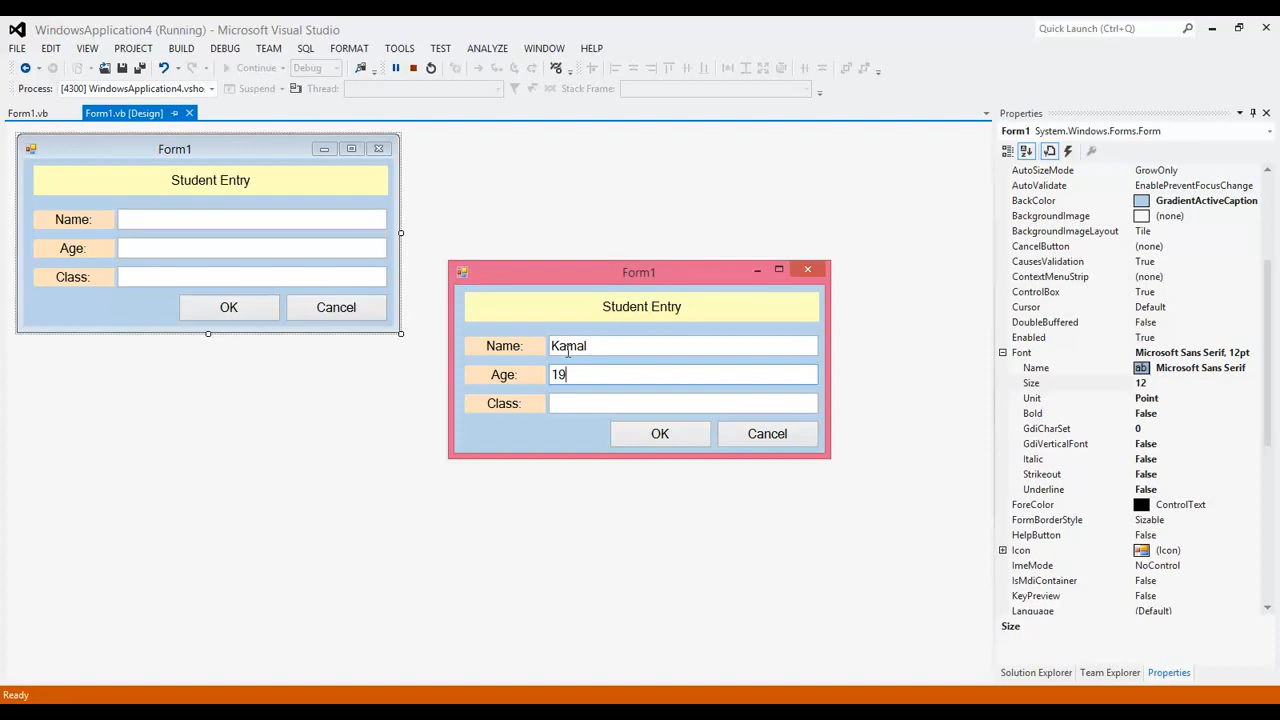 WindowsApplication4 (Running) - Microsoft Visual Studio
Quick Launch (Ctrl+Q)
FILE EDIT VIEW PROJECT BUILD DEBUG TEAM SQL FORMAT TOOLS TEST ANALYZE WINDOW HELP
Continue Debug
Process: [4300] WindowsApplication4.vsho Suspend Thread: Stack Frame:
Form1.vb Form1.vb [Design]
Form1
Student Entry
Name:
Age:
Class:
OK Cancel
Form1
Student Entry
Name: Kamal
Age: 19
Class:
OK Cancel
Properties
Form1 System.Windows.Forms.Form
AutoSizeMode GrowOnly
AutoValidate EnablePreventFocusChange
BackColor GradientActiveCaption
BackgroundImage (none)
BackgroundImageLayout Tile
CancelButton (none)
CausesValidation True
ContextMenuStrip (none)
ControlBox True
Cursor Default
DoubleBuffered False
Enabled True
Font Microsoft Sans Serif, 12pt
Name ab Microsoft Sans Serif
Size 12
Unit Point
Bold False
GdiCharSet 0
GdiVerticalFont False
Italic False
Strikeout False
Underline False
ForeColor ControlText
FormBorderStyle Sizable
HelpButton False
Icon (Icon)
ImeMode NoControl
IsMdiContainer False
KeyPreview False
Language (Default)
Size
Solution Explorer Team Explorer Properties
Ready